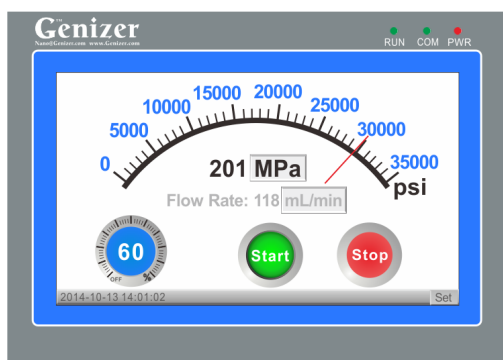 Genizer™
Nano@Genizer.com www.Genizer.com
RUN COM PWR
0 5000 10000 15000 20000 25000 30000 35000
psi
201 MPa
Flow Rate: 118 mL/min
60
OFF %
Start
Stop
2014-10-13 14:01:02 Set